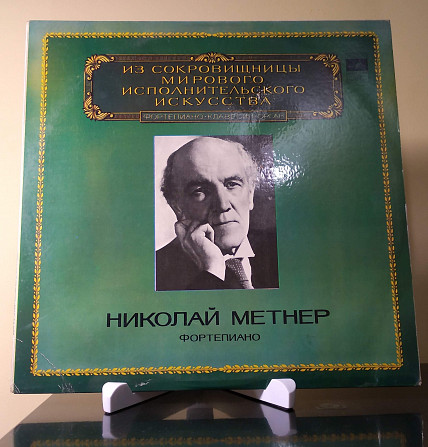 ИЗ СОКРОВИЩНИЦЫ
МИРОВОГО
ИСПОЛНИТЕЛЬСКОГО
ИСКУССТВА
ФОРТЕПИАНО•КЛАВЕСИН•ОРГАН
НИКОЛАЙ МЕТНЕР
ФОРТЕПИАНО